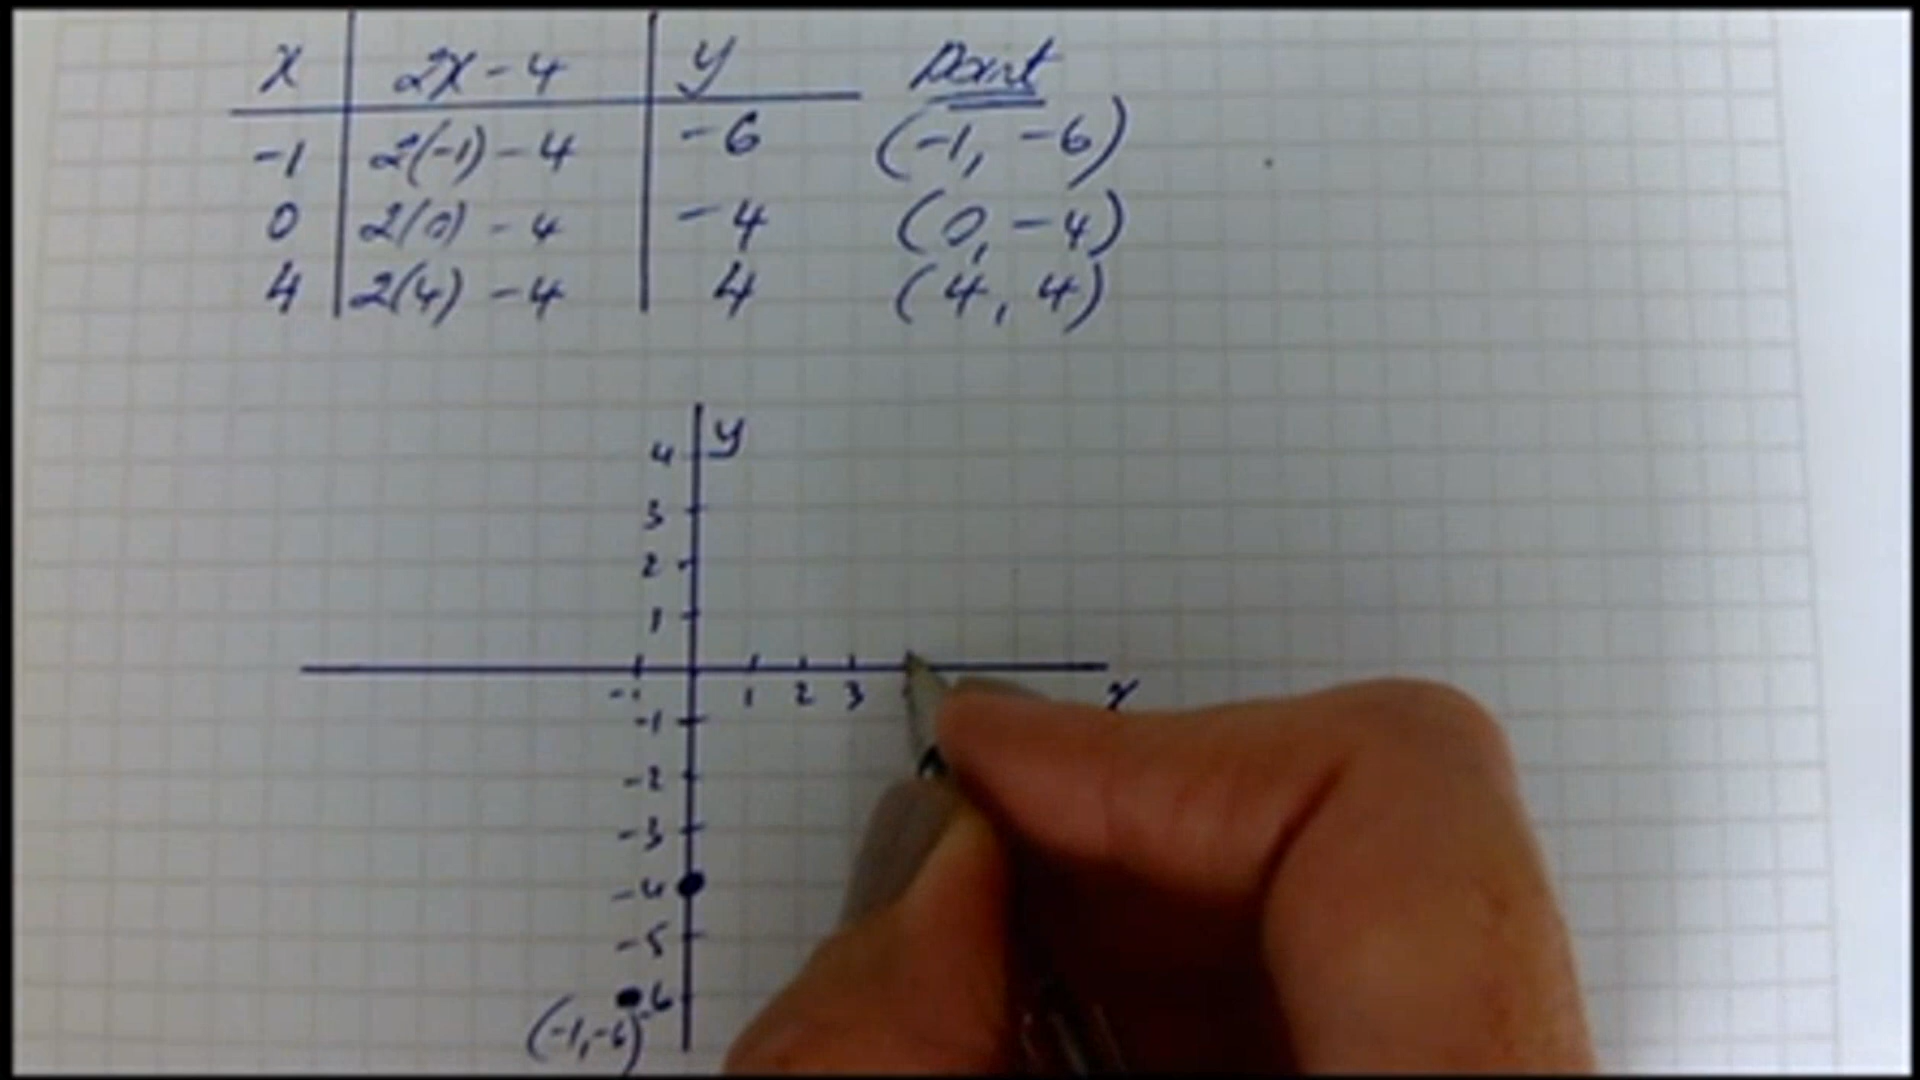 x 2x-4 y Point
-1 2(-1)-4 -6 (-1, -6)
0 2(0)-4 -4 (0, -4)
4 2(4)-4 4 (4, 4)
y
4
3
2
1
-1 1 2 3 x
-1
-2
-3
-4
-5
-6
(-1,-6)